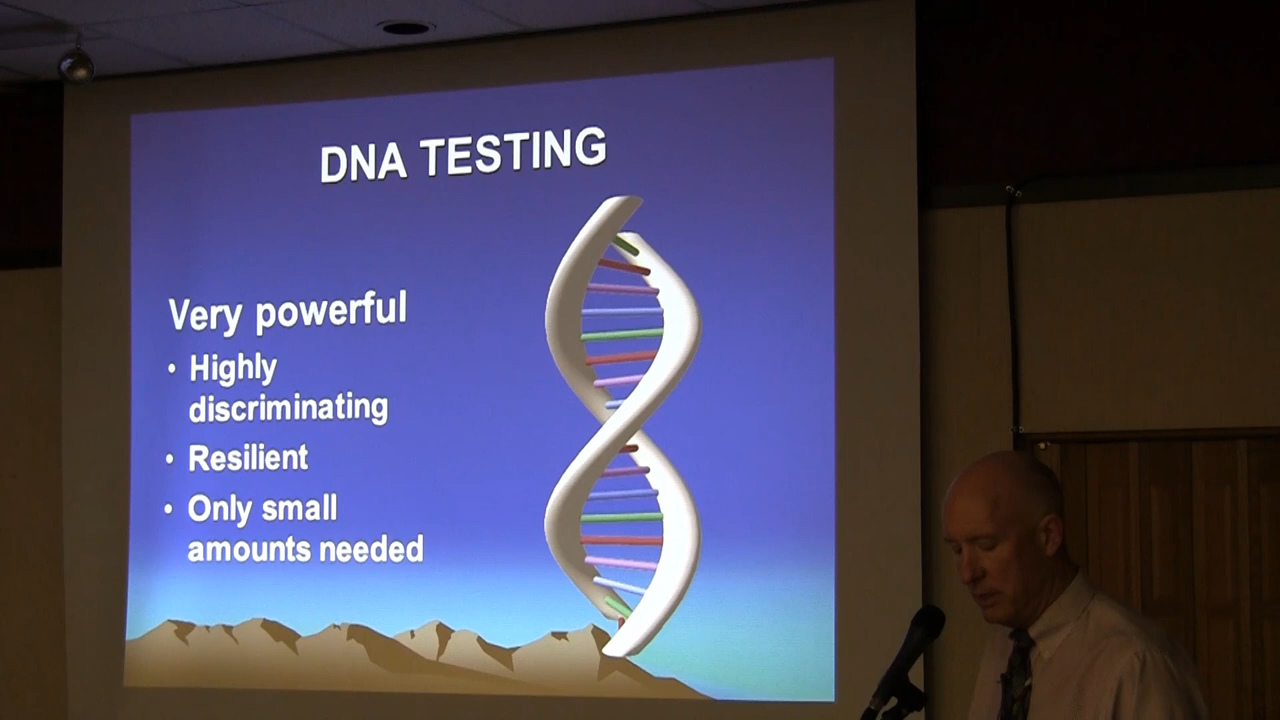 DNA TESTING
Very powerful
• Highly
discriminating
• Resilient
• Only small
amounts needed